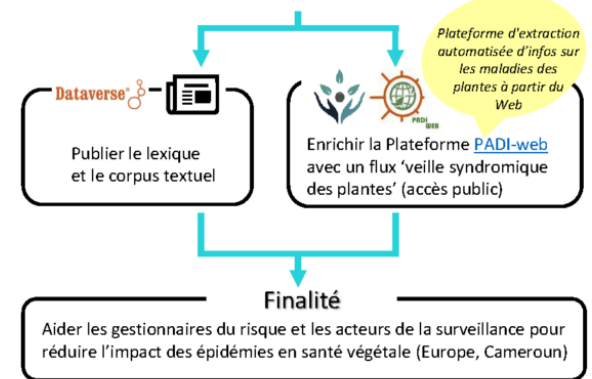 Plateforme d'extraction
automatisée d'infos sur
les maladies des
plantes à partir du
Web
Dataverse
PADI
WEB
Publier le lexique
et le corpus textuel
Enrichir la Plateforme PADI-web
avec un flux ‘veille syndromique
des plantes’ (accès public)
Finalité
Aider les gestionnaires du risque et les acteurs de la surveillance pour
réduire l’impact des épidémies en santé végétale (Europe, Cameroun)